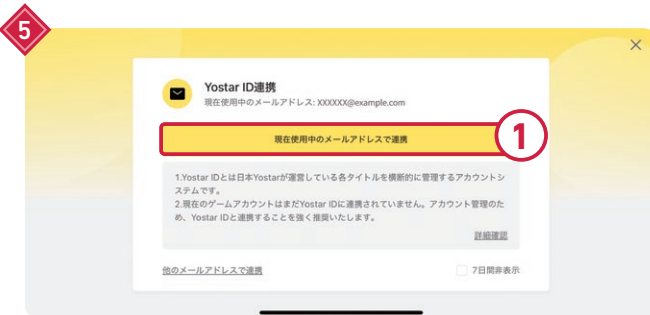 5
Yostar ID連携
現在使用中のメールアドレス: XXXXXX@example.com
現在使用中のメールアドレスで連携
1
1.Yostar IDとは日本Yostarが運営している各タイトルを横断的に管理するアカウントシ
ステムです。
2.現在のゲームアカウントはまだYostar IDに連携されていません。アカウント管理のた
め、Yostar IDと連携することを強く推奨いたします。
詳細確認
他のメールアドレスで連携
7日間非表示